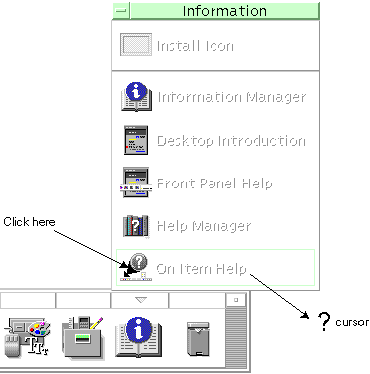 Information
Install Icon
Information Manager
Desktop Introduction
Front Panel Help
Help Manager
Click here
On Item Help
? cursor